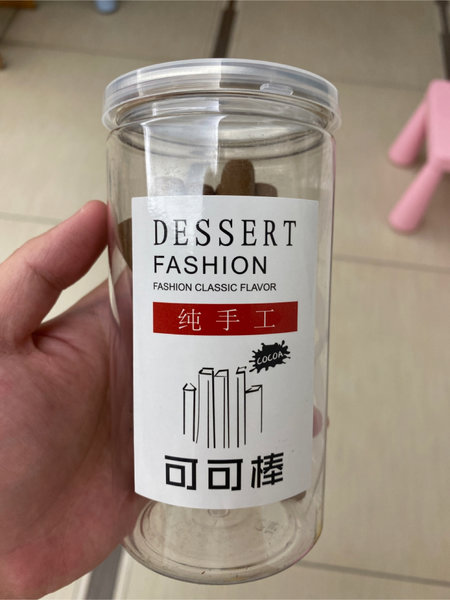 DESSERT
FASHION
FASHION CLASSIC FLAVOR
纯手工
COCOA
可可棒